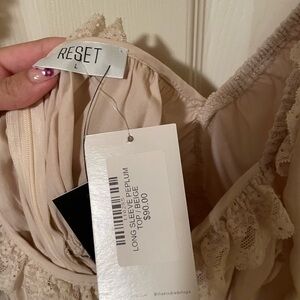 RESET
L
LONG SLEEVE PEPLUM
TOP / BEIGE
$90.00